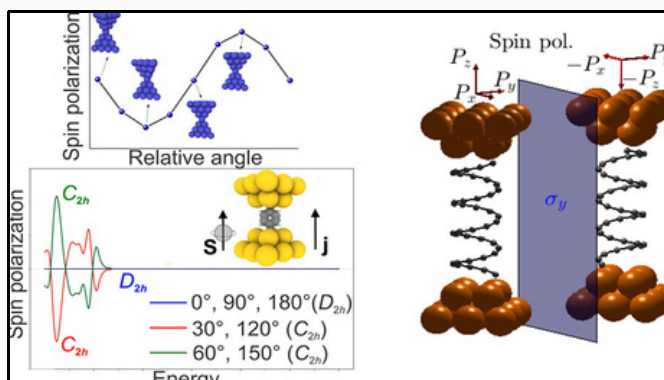 Spin polarization
Relative angle
Spin polarization
C2h
D2h
C2h
S
j
0°, 90°, 180°(D2h)
30°, 120° (C2h)
60°, 150° (C2h)
Energy
Spin pol.
Pz
Py
Px
−Px
−Pz
σy